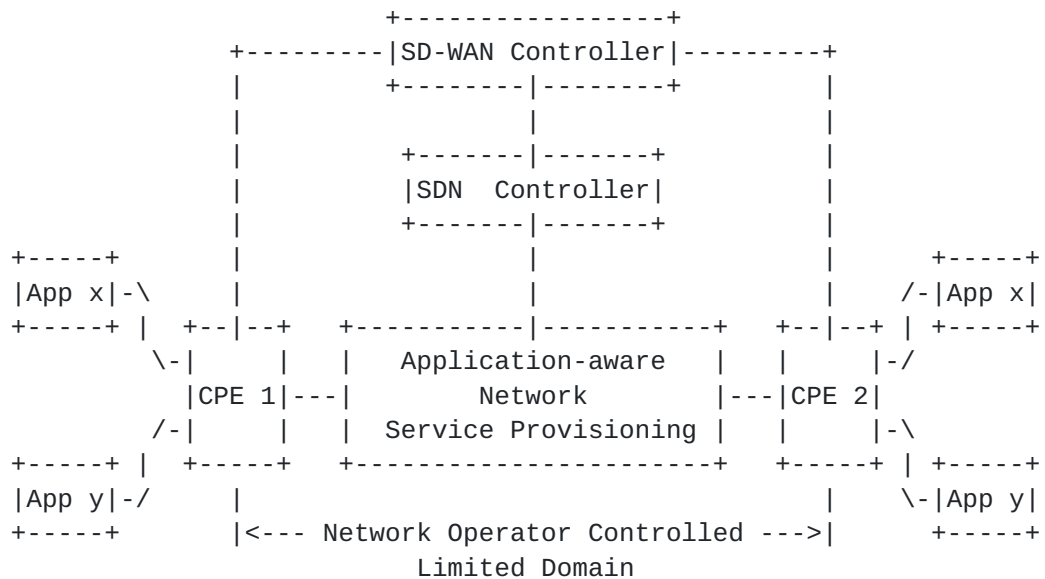 SD-WAN Controller
SDN Controller
App x App x
Application-aware
CPE 1 Network CPE 2
Service Provisioning
App y App y
<--- Network Operator Controlled --->
Limited Domain